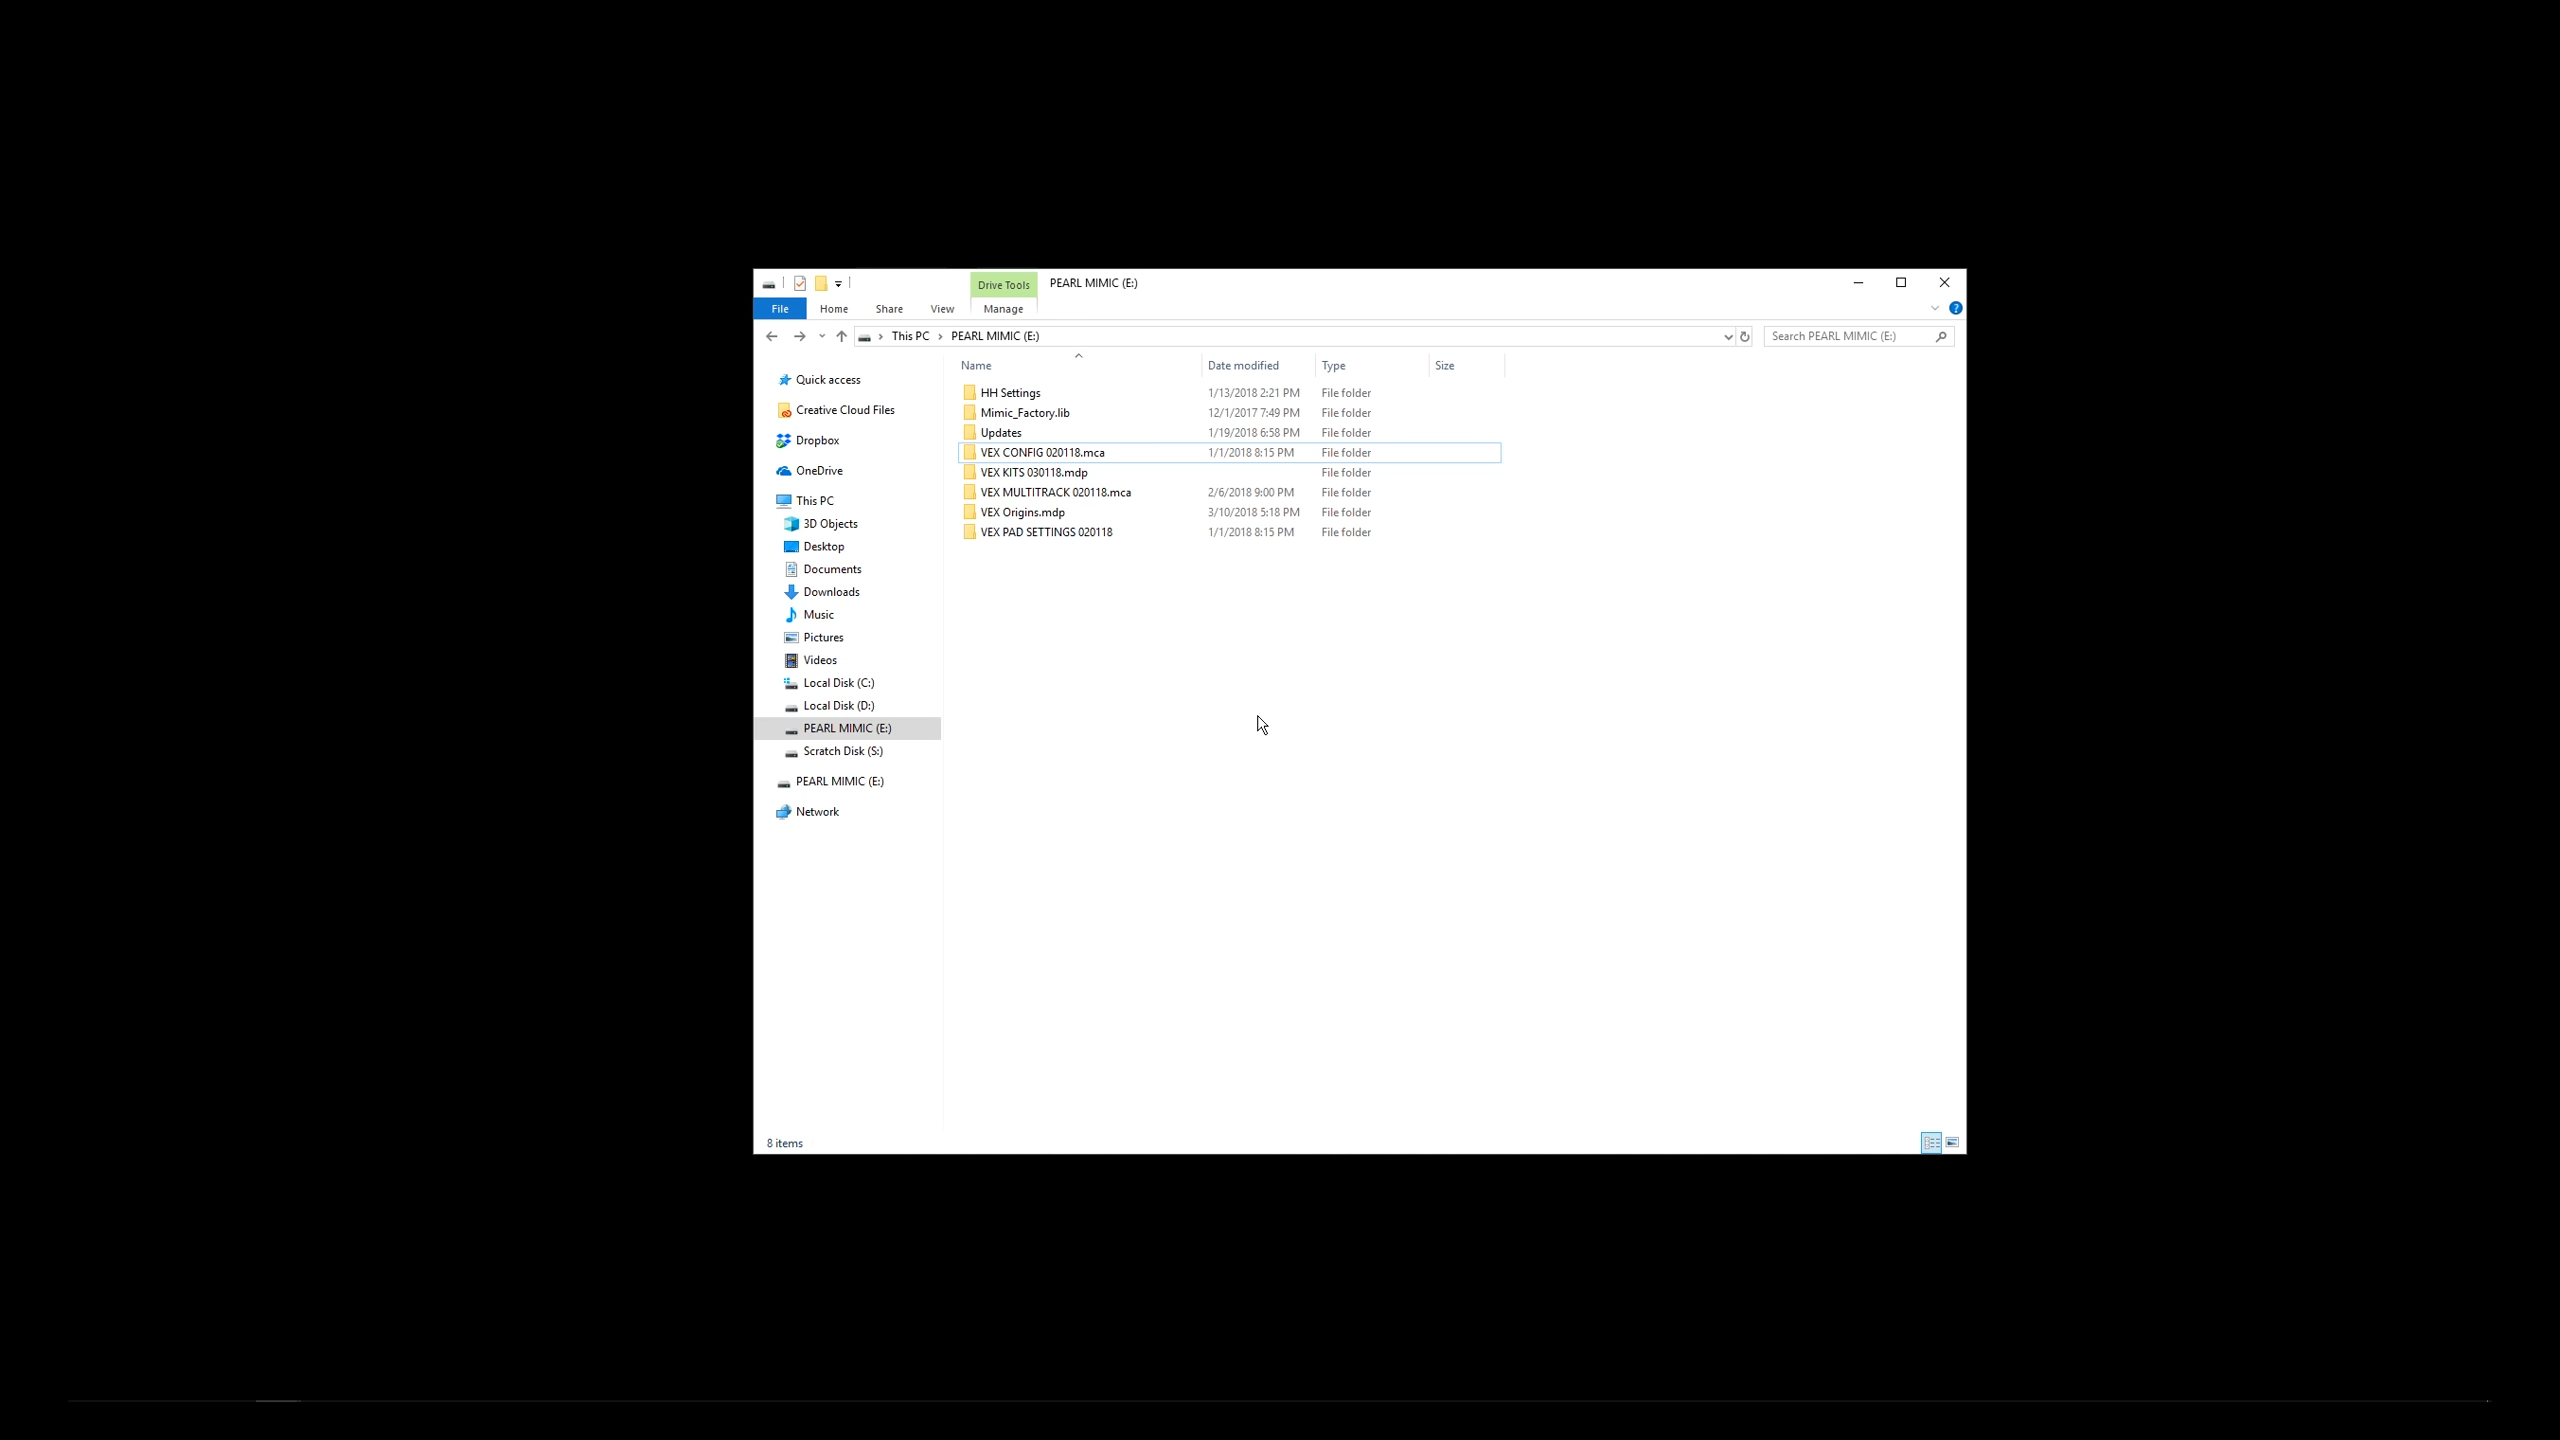 Drive Tools
PEARL MIMIC (E:)
File
Home
Share
View
Manage
This PC
PEARL MIMIC (E:)
Search PEARL MIMIC (E:)
Name
Date modified
Type
Size
Quick access
Creative Cloud Files
Dropbox
OneDrive
This PC
3D Objects
Desktop
Documents
Downloads
Music
Pictures
Videos
Local Disk (C:)
Local Disk (D:)
PEARL MIMIC (E:)
Scratch Disk (S:)
PEARL MIMIC (E:)
Network
HH Settings 1/13/2018 2:21 PM File folder
Mimic_Factory.lib 12/1/2017 7:49 PM File folder
Updates 1/19/2018 6:58 PM File folder
VEX CONFIG 020118.mca 1/1/2018 8:15 PM File folder
VEX KITS 030118.mdp File folder
VEX MULTITRACK 020118.mca 2/6/2018 9:00 PM File folder
VEX Origins.mdp 3/10/2018 5:18 PM File folder
VEX PAD SETTINGS 020118 1/1/2018 8:15 PM File folder
8 items